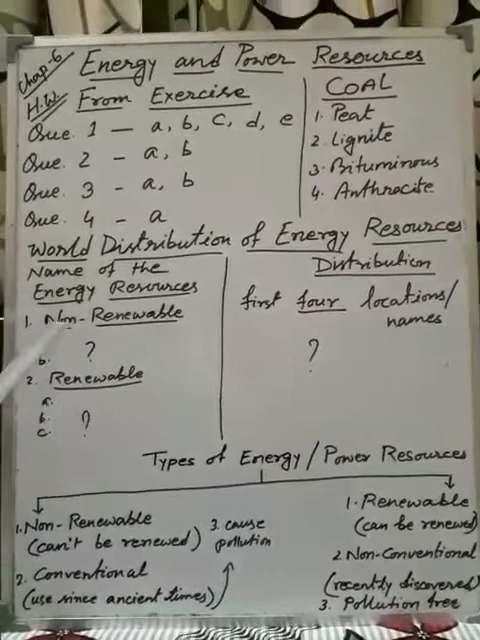 Chap-6
Energy and Power Resources
H.W. From Exercise
Que. 1 – a, b, c, d, e
Que. 2 - a, b
Que. 3 - a, b
Que. 4 - a
COAL
1. Peat
2. Lignite
3. Bituminous
4. Anthracite
World Distribution of Energy Resources
Name of the
Energy Resources
1. Non-Renewable
b. ?
2. Renewable
a.
b. ?
c.
Distribution
first four locations/
names
?
Types of Energy/Power Resources
1. Non-Renewable
(can't be renewed)
2. Conventional
(use since ancient times)
3. cause
pollution
1. Renewable
(can be renewed)
2. Non-Conventional
(recently discovered)
3. Pollution free